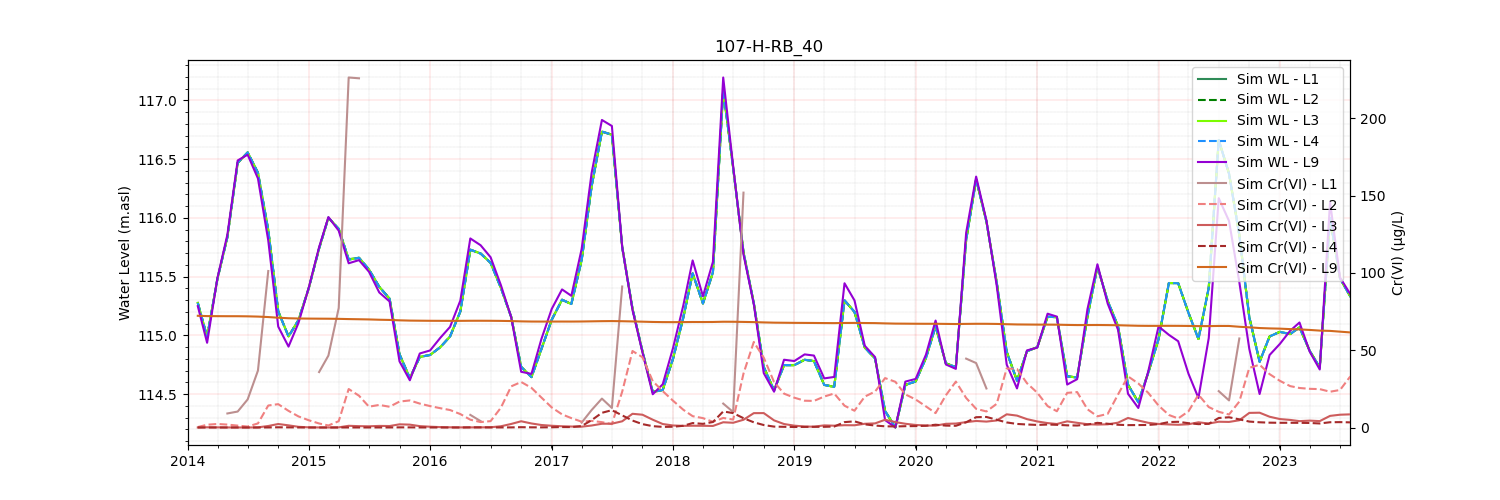 107-H-RB_40
Water Level (m.asl)
117.0
116.5
116.0
115.5
115.0
114.5
Sim WL - L1
Sim WL - L2
Sim WL - L3
Sim WL - L4
Sim WL - L9
Sim Cr(VI) - L1
Sim Cr(VI) - L2
Sim Cr(VI) - L3
Sim Cr(VI) - L4
Sim Cr(VI) - L9
200
150
100
50
0
Cr(VI) (μg/L)
2014 2015 2016 2017 2018 2019 2020 2021 2022 2023